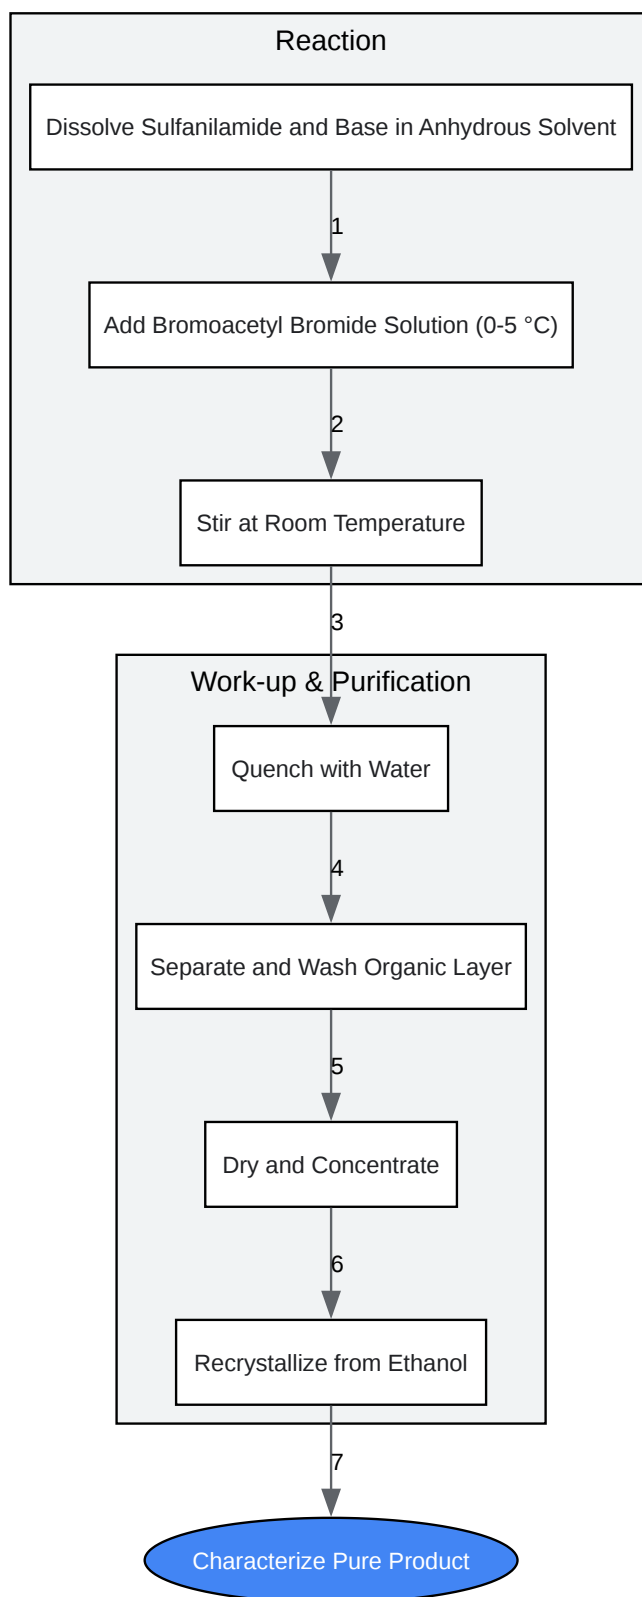 Reaction
Dissolve Sulfanilamide and Base in Anhydrous Solvent
1
Add Bromoacetyl Bromide Solution (0-5 °C)
2
Stir at Room Temperature
3
Work-up & Purification
Quench with Water
4
Separate and Wash Organic Layer
5
Dry and Concentrate
6
Recrystallize from Ethanol
7
Characterize Pure Product